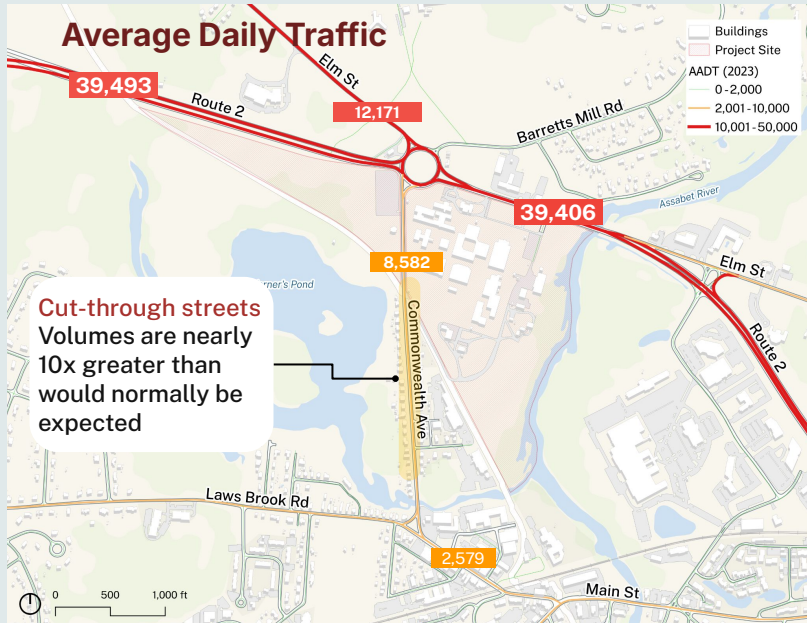 Average Daily Traffic
Buildings
Project Site
AADT (2023)
0 - 2,000
2,001 - 10,000
10,001 - 50,000
Elm St
39,493
Route 2
12,171
Barretts Mill Rd
Assabet River
39,406
8,582
Elm St
Pond
Cut-through streets
Volumes are nearly
10x greater than
would normally be
expected
Commonwealth Ave
Route 2
Laws Brook Rd
2,579
Main St
0 500 1,000 ft